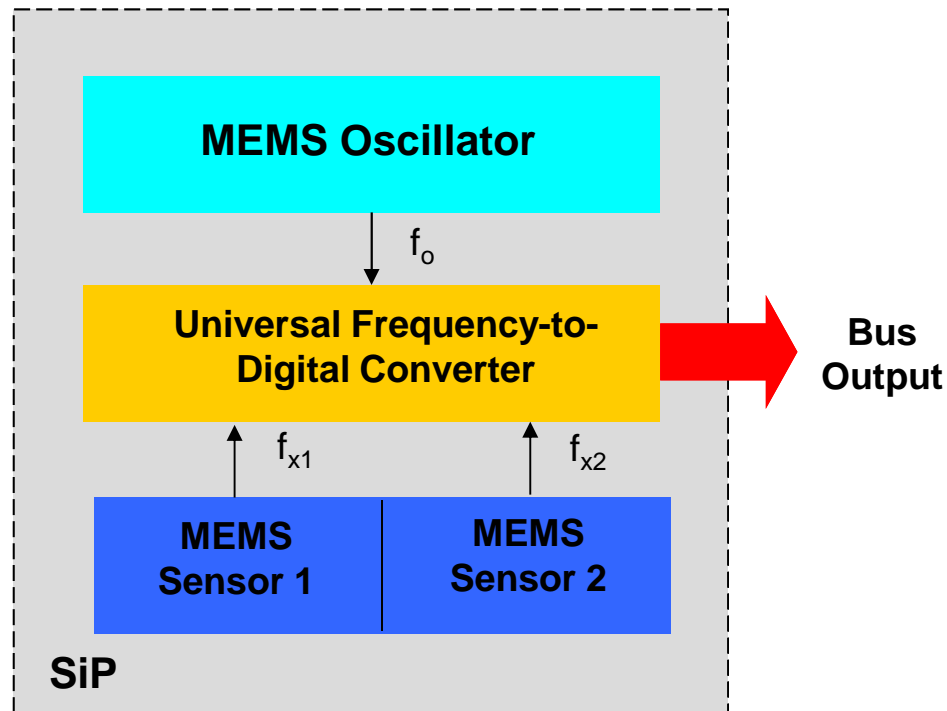 MEMS Oscillator
fo
Universal Frequency-to-
Digital Converter
Bus
Output
fx1
fx2
MEMS
Sensor 1
MEMS
Sensor 2
SiP